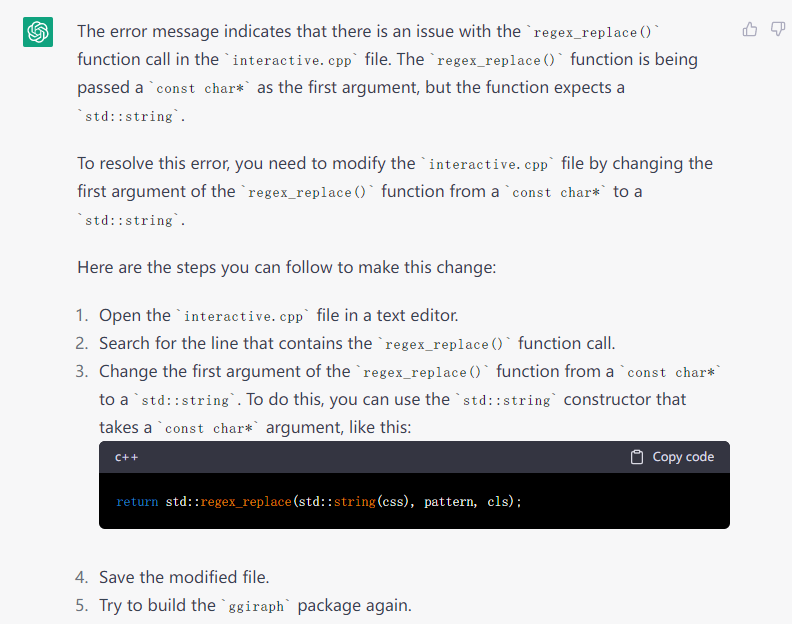 The error message indicates that there is an issue with the `regex_replace()`
function call in the `interactive.cpp` file. The `regex_replace()` function is being
passed a `const char*` as the first argument, but the function expects a
`std::string`.
To resolve this error, you need to modify the `interactive.cpp` file by changing the
first argument of the `regex_replace()` function from a `const char*` to a
`std::string`.
Here are the steps you can follow to make this change:
1. Open the `interactive.cpp` file in a text editor.
2. Search for the line that contains the `regex_replace()` function call.
3. Change the first argument of the `regex_replace()` function from a `const char*`
to a `std::string`. To do this, you can use the `std::string` constructor that
takes a `const char*` argument, like this:
c++ Copy code
return std::regex_replace(std::string(css), pattern, cls);
4. Save the modified file.
5. Try to build the `ggiraph` package again.